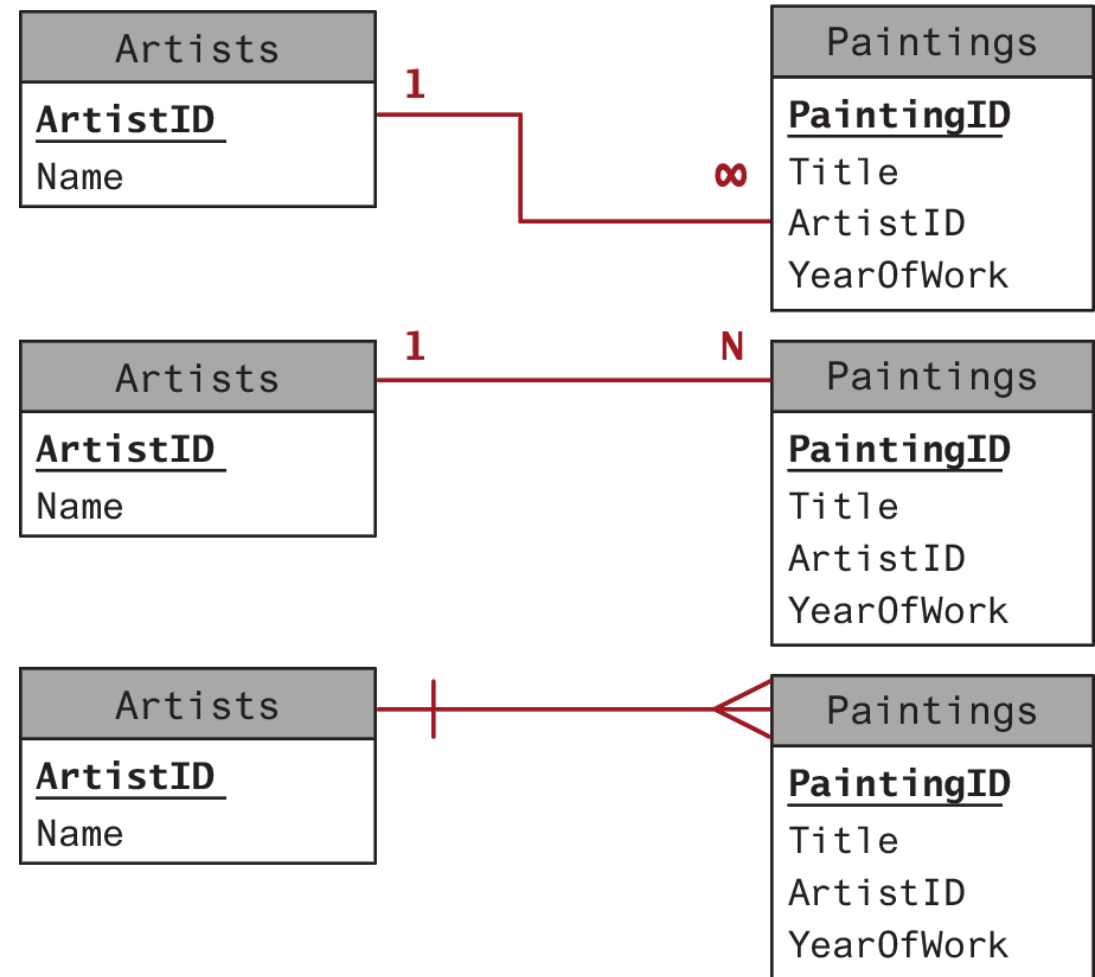 Artists
ArtistID
Name
1
∞
Paintings
PaintingID
Title
ArtistID
YearOfWork
Artists
ArtistID
Name
1
N
Paintings
PaintingID
Title
ArtistID
YearOfWork
Artists
ArtistID
Name
Paintings
PaintingID
Title
ArtistID
YearOfWork